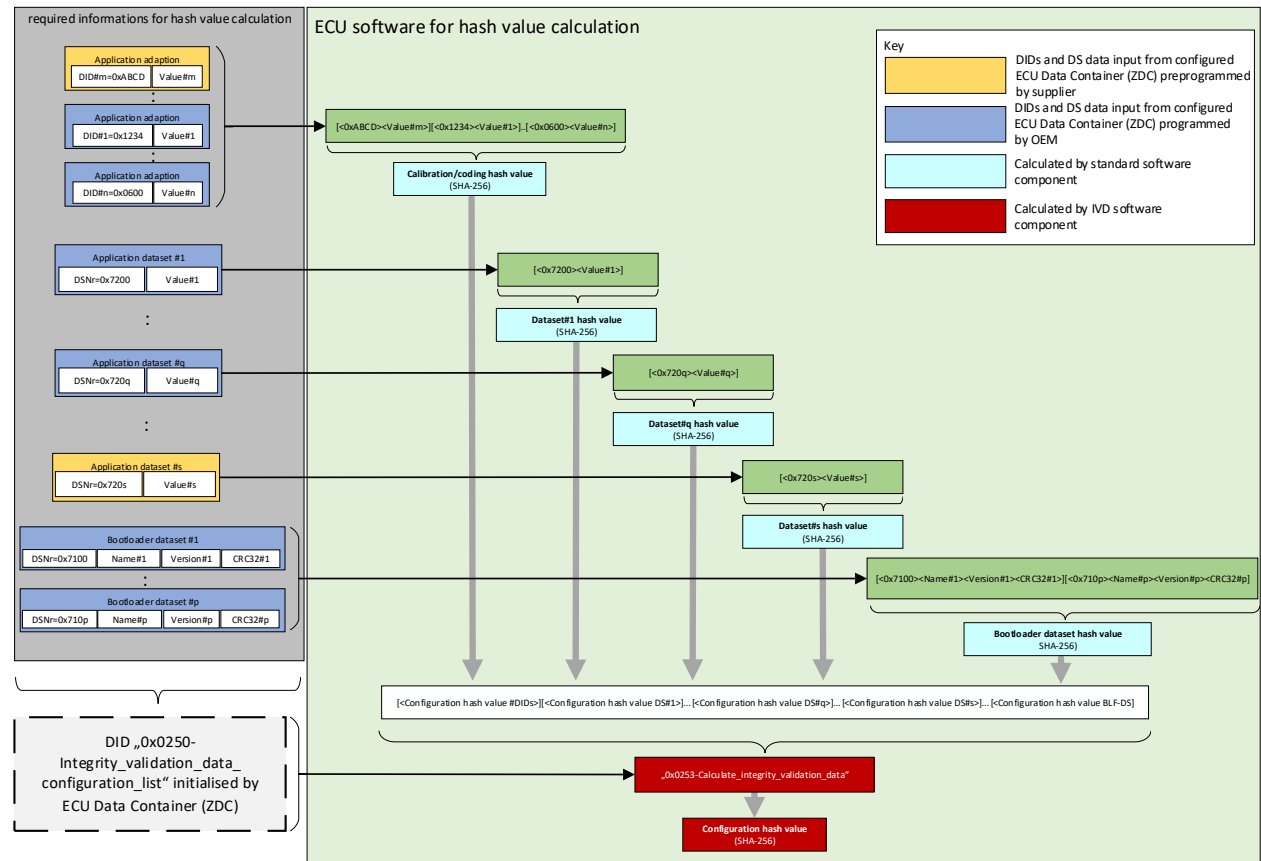 required informations for hash value calculation
Application adaption
DID#m=0xABCD Value#m
:
Application adaption
DID#1=0x1234 Value#1
:
Application adaption
DID#n=0x0600 Value#n
Application dataset #1
DSNr=0x7200 Value#1
:
Application dataset #q
DSNr=0x720q Value#q
:
Application dataset #s
DSNr=0x720s Value#s
Bootloader dataset #1
DSNr=0x7100 Name#1 Version#1 CRC32#1
:
Bootloader dataset #p
DSNr=0x710p Name#p Version#p CRC32#p
DID „0x0250-
Integrity_validation_data_
configuration_list“ initialised by
ECU Data Container (ZDC)
ECU software for hash value calculation
Key
DIDs and DS data input from configured
ECU Data Container (ZDC) preprogrammed
by supplier
DIDs and DS data input from configured
ECU Data Container (ZDC) programmed
by OEM
Calculated by standard software
component
Calculated by IVD software
component
[<0xABCD><Value#m>][<0x1234><Value#1>]..[<0x0600><Value#n>]
Calibration/coding hash value
(SHA-256)
[<0x7200><Value#1>]
Dataset#1 hash value
(SHA-256)
[<0x720q><Value#q>]
Dataset#q hash value
(SHA-256)
[<0x720s><Value#s>]
Dataset#s hash value
(SHA-256)
[<0x7100><Name#1><Version#1><CRC32#1>][<0x710p><Name#p><Version#p><CRC32#p]
Bootloader dataset hash value
(SHA-256)
[<Configuration hash value #DIDs>][<Configuration hash value DS#1>]... [<Configuration hash value DS#q>]... [<Configuration hash value DS#s>]... [<Configuration hash value BLF-DS]
„0x0253-Calculate_integrity_validation_data“
Configuration hash value
(SHA-256)